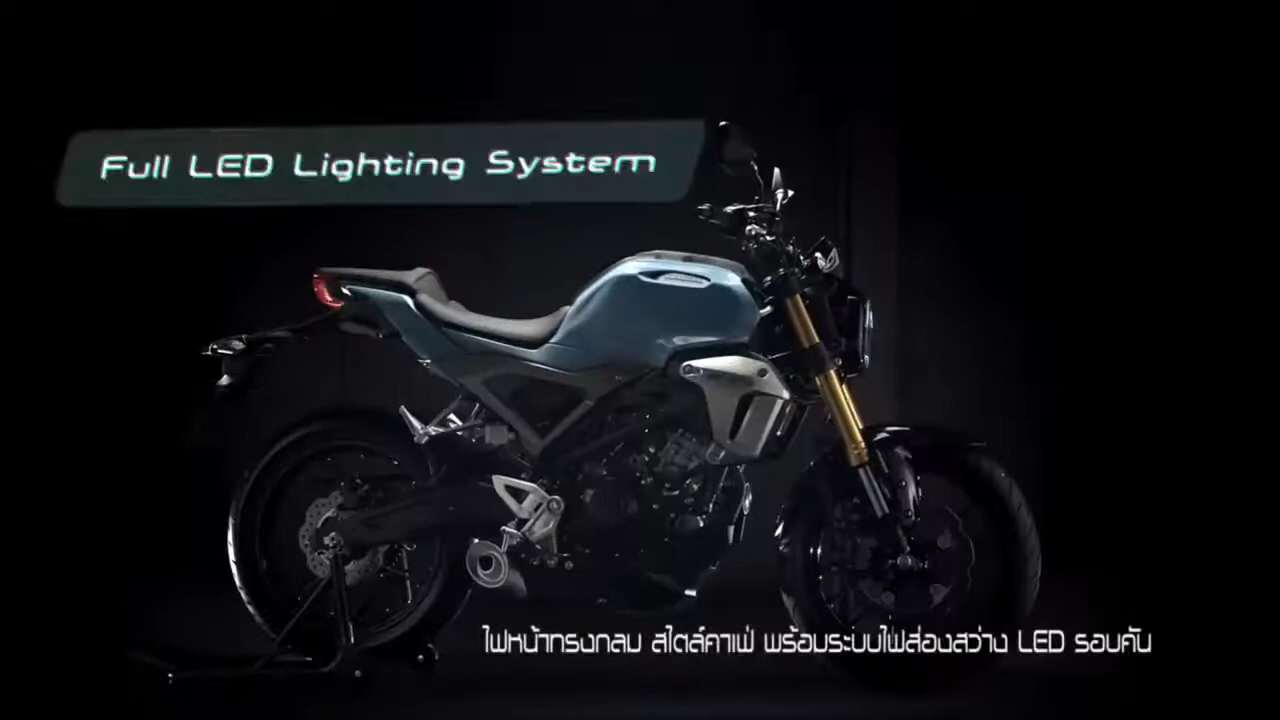 Full LED Lighting System
ไฟหน้าทรงกลม สไตล์คาเฟ่ พร้อมระบบไฟส่องสว่าง LED รอบคัน